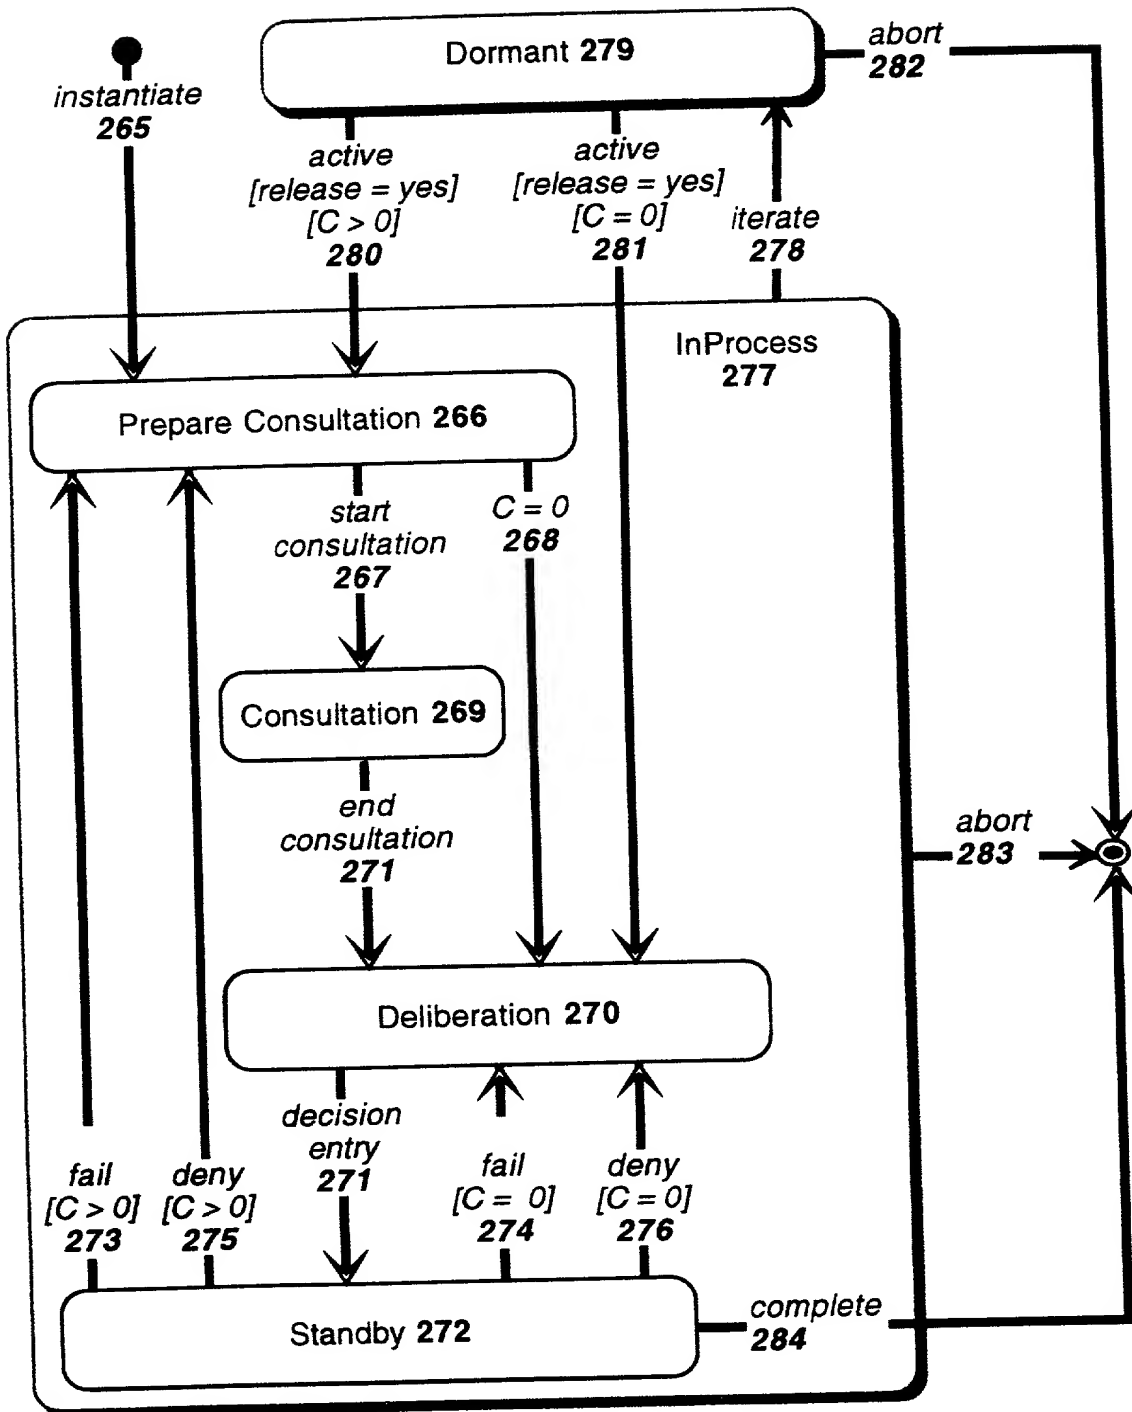 Dormant 279
abort
282
instantiate
265
active
[release = yes]
[C > 0]
280
active
[release = yes]
[C = 0]
281
iterate
278
InProcess
277
Prepare Consultation 266
start
consultation
267
C = 0
268
Consultation 269
end
consultation
271
abort
283
Deliberation 270
decision
entry
271
fail
[C > 0]
273
deny
[C > 0]
275
fail
[C = 0]
274
deny
[C = 0]
276
Standby 272
complete
284